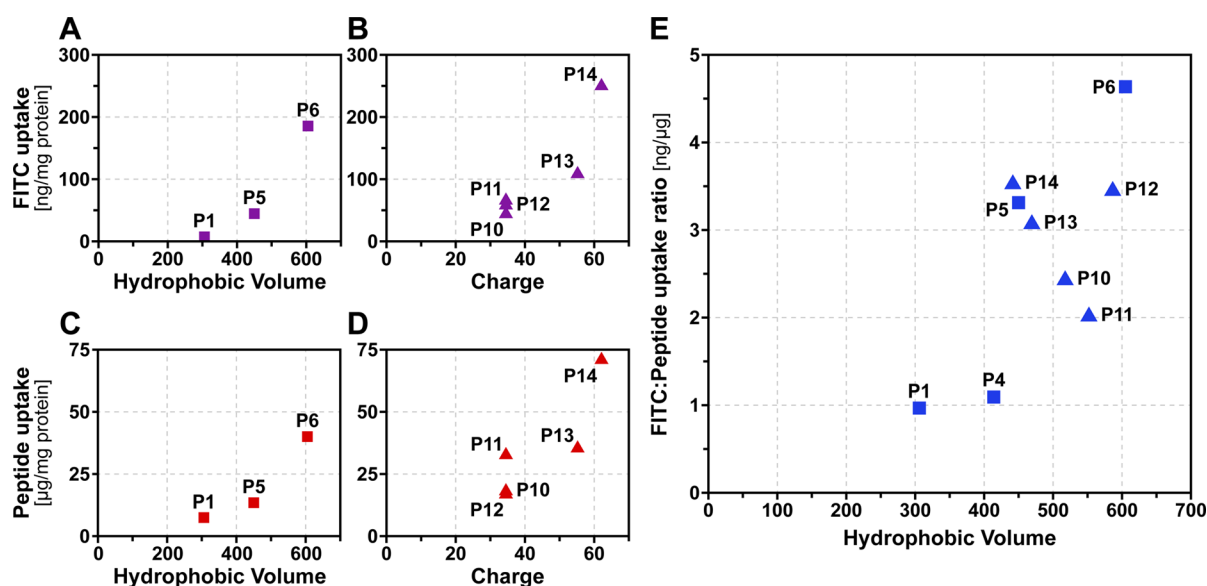 A
FITC uptake
[ng/mg protein]
300
200
100
0
P1
P5
P6
0
200
400
600
Hydrophobic Volume
B
300
200
100
0
P14
P13
P11
P12
P10
0
20
40
60
Charge
C
Peptide uptake
[µg/mg protein]
75
50
25
0
P1
P5
P6
0
200
400
600
Hydrophobic Volume
D
75
50
25
0
P14
P13
P11
P10
P12
0
20
40
60
Charge
E
FITC:Peptide uptake ratio [ng/µg]
5
4
3
2
1
0
P6
P14
P12
P5
P13
P10
P11
P1
P4
0
100
200
300
400
500
600
700
Hydrophobic Volume